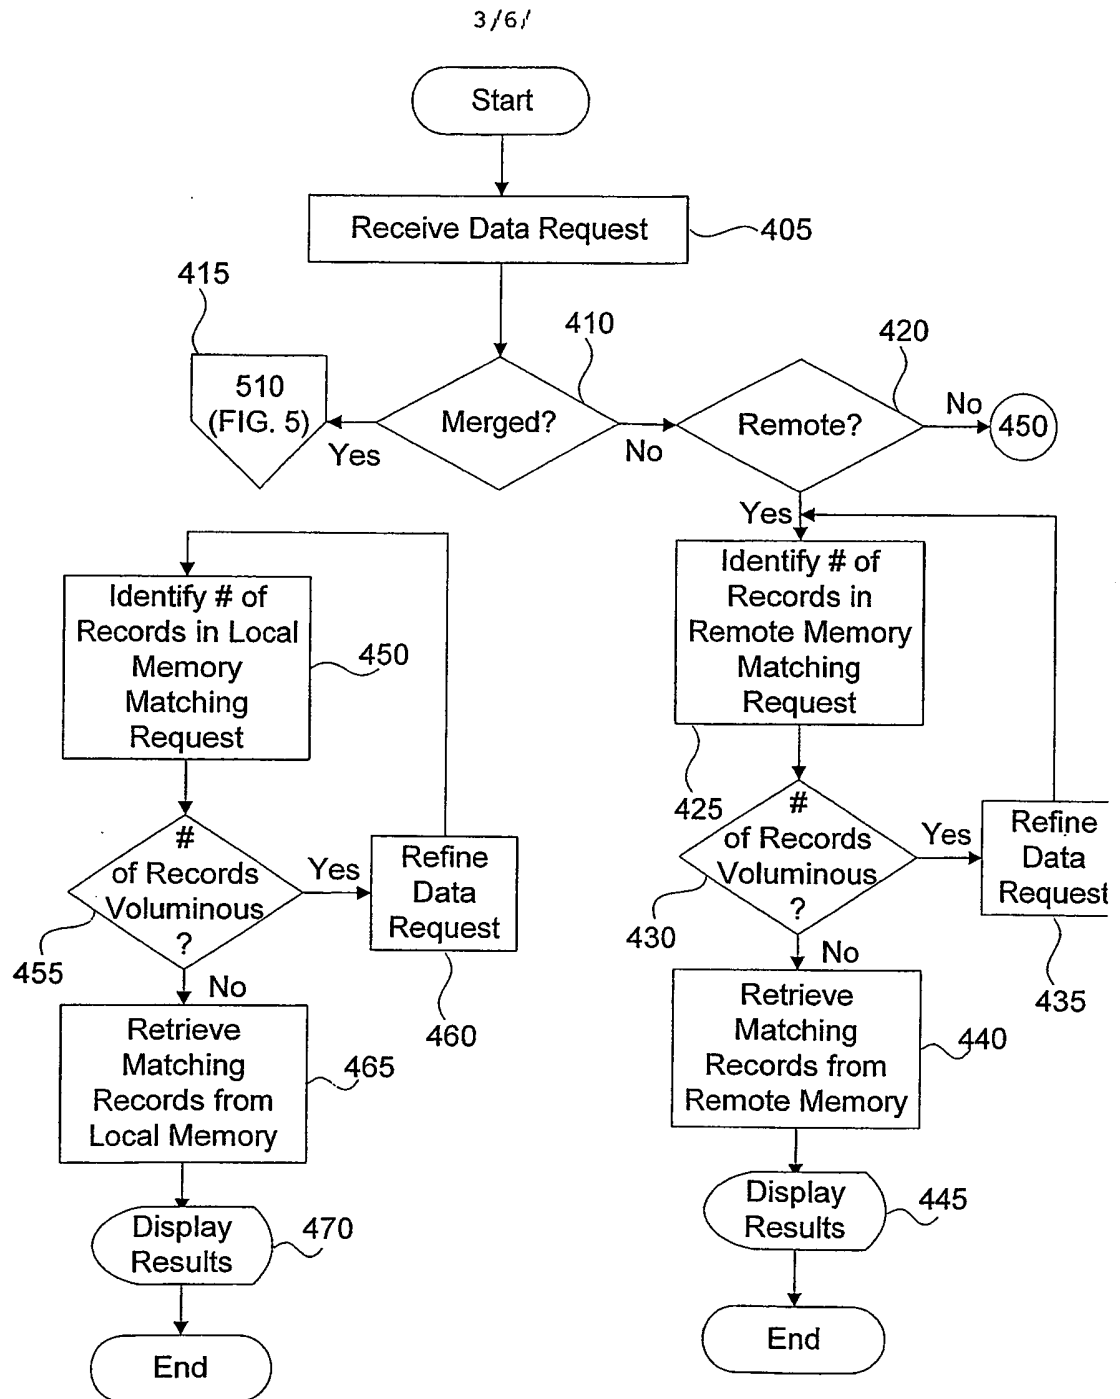 3/6/
Start
Receive Data Request
405
415
410
420
510
(FIG. 5)
Merged?
Remote?
No
450
Yes
No
Yes
Identify # of
Records in Local
Memory
Matching
Request
450
Identify # of
Records in
Remote Memory
Matching
Request
425
#
of Records
Voluminous
?
Yes
Refine
Data
Request
455
No
460
#
of Records
Voluminous
?
Yes
Refine
Data
Request
430
No
435
Retrieve
Matching
Records from
Local Memory
465
Retrieve
Matching
Records from
Remote Memory
440
Display
Results
470
Display
Results
445
End
End